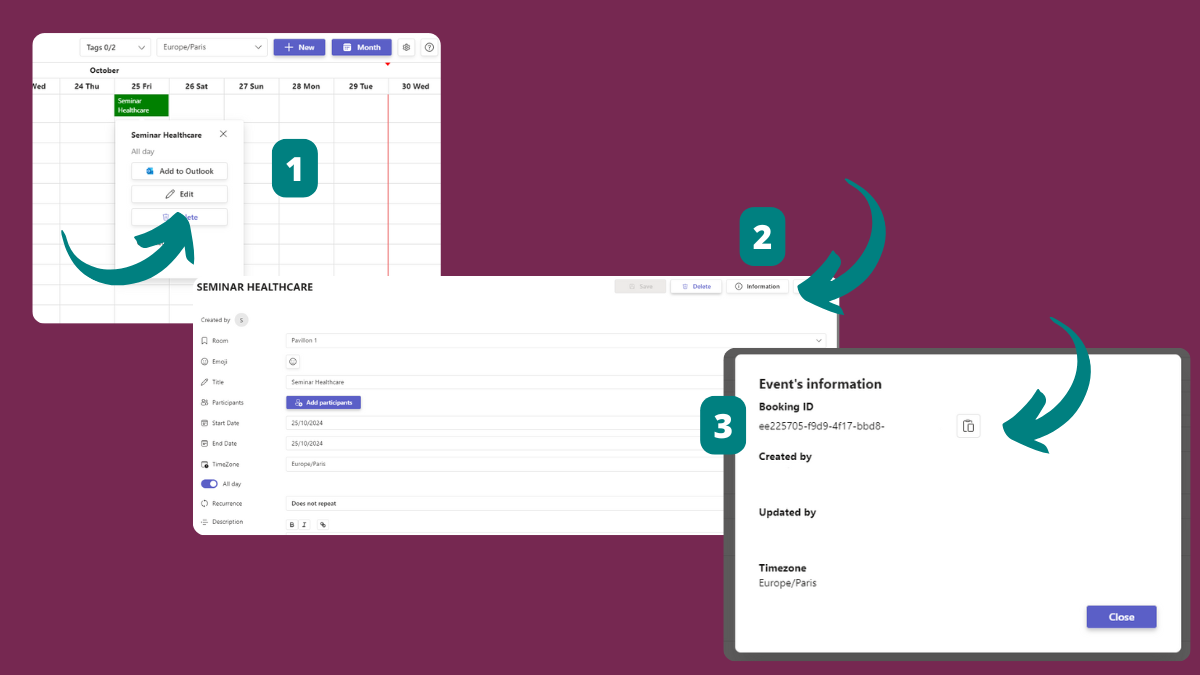 Tags 0/2
Europe/Paris
New
Month
October
Wed 24 Thu 25 Fri 26 Sat 27 Sun 28 Mon 29 Tue 30 Wed
Seminar
Healthcare
Seminar Healthcare
All day
Add to Outlook
Edit
1
2
SEMINAR HEALTHCARE
Save
Delete
Information
Created by S
Room
Pavillon 1
Emoji
Title
Seminar Healthcare
Participants
Add participants
Start Date
25/10/2024
End Date
25/10/2024
TimeZone
Europe/Paris
All day
Recurrence
Does not repeat
Description
B I
3
Event's information
Booking ID
ee225705-f9d9-4f17-bbd8-
Created by
Updated by
Timezone
Europe/Paris
Close